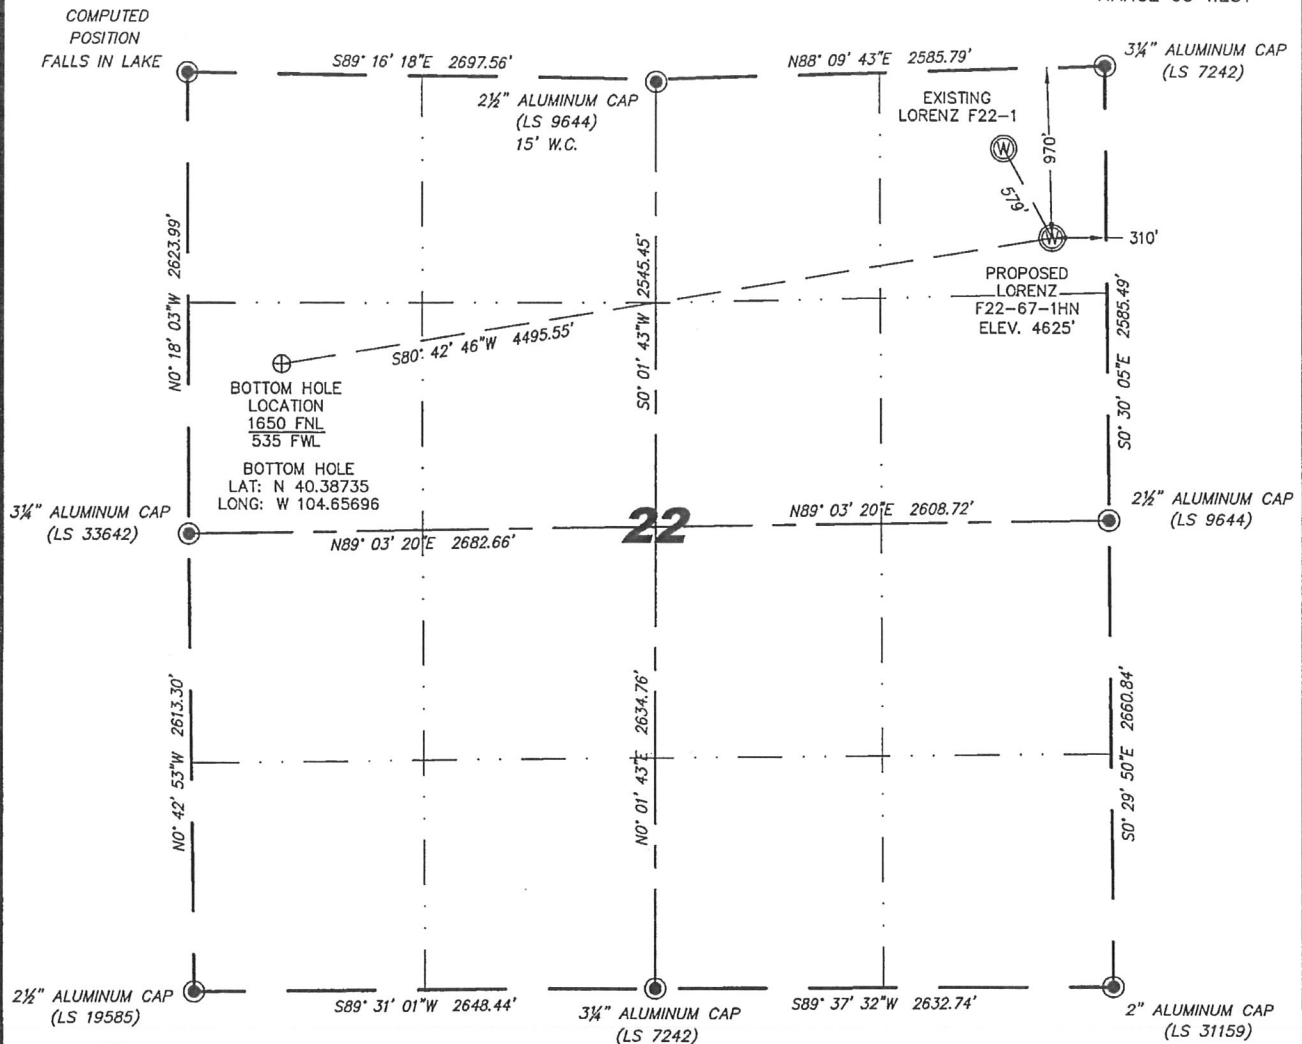 COMPUTED
POSITION
FALLS IN LAKE
S89° 16' 18"E 2697.56'
N88° 09' 43"E 2585.79'
3¼" ALUMINUM CAP
(LS 7242)
2½" ALUMINUM CAP
(LS 9644)
15' W.C.
EXISTING
LORENZ F22-1
W
970'
579'
W
310'
N0° 18' 03"W 2623.99'
S0° 01' 43"W 2545.45'
PROPOSED
LORENZ
F22-67-1HN
ELEV. 4625'
S0° 30' 05"E 2585.49'
S80° 42' 46"W 4495.55'
BOTTOM HOLE
LOCATION
1650 FNL
535 FWL
BOTTOM HOLE
LAT: N 40.38735
LONG: W 104.65696
3¼" ALUMINUM CAP
(LS 33642)
N89° 03' 20"E 2682.66'
22
N89° 03' 20"E 2608.72'
2½" ALUMINUM CAP
(LS 9644)
N0° 42' 53"W 2613.30'
N0° 01' 43"E 2634.76'
S0° 29' 50"E 2660.84'
2½" ALUMINUM CAP
(LS 19585)
S89° 31' 01"W 2648.44'
3¼" ALUMINUM CAP
(LS 7242)
S89° 37' 32"W 2632.74'
2" ALUMINUM CAP
(LS 31159)